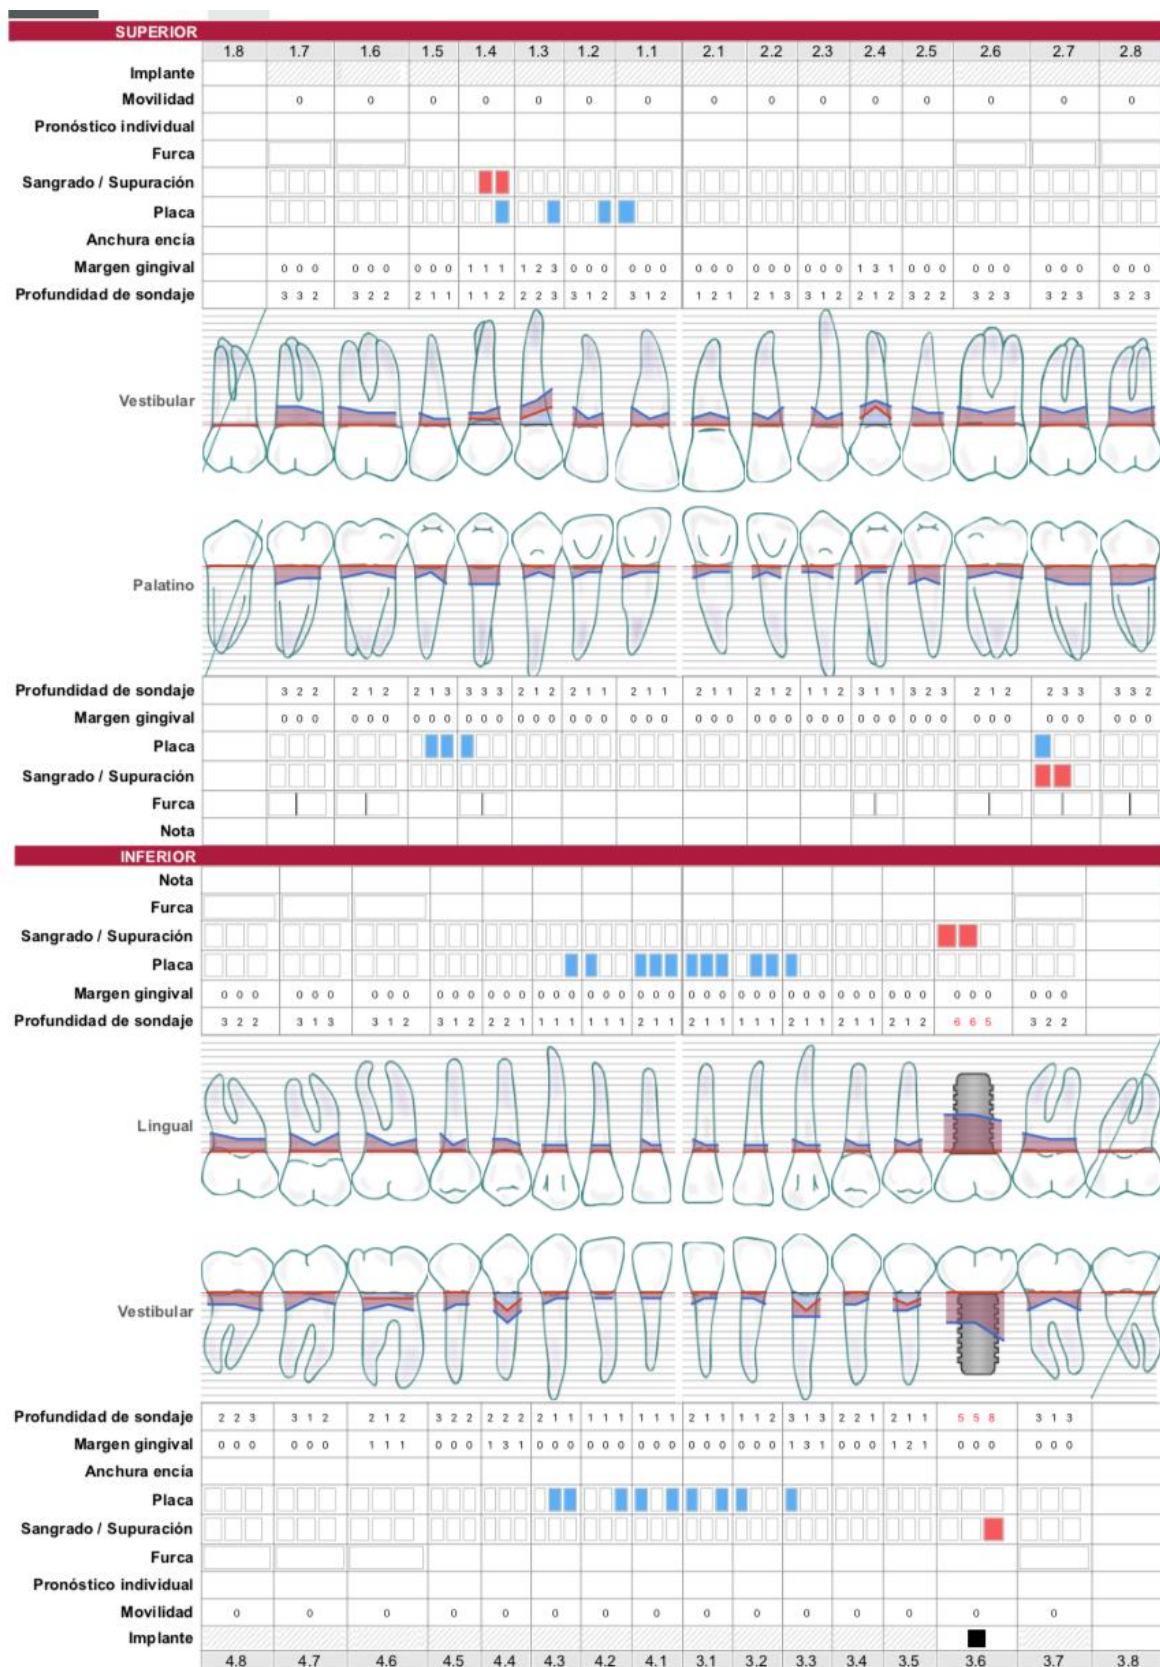 SUPERIOR
1.8 1.7 1.6 1.5 1.4 1.3 1.2 1.1 2.1 2.2 2.3 2.4 2.5 2.6 2.7 2.8
Implante
Movilidad 0 0 0 0 0 0 0 0 0 0 0 0 0 0 0
Pronóstico individual
Furca
Sangrado / Supuración
Placa
Anchura encía
Margen gingival 0 0 0 0 0 0 0 0 0 1 1 1 1 2 3 0 0 0 0 0 0 0 0 0 0 0 0 0 0 0 1 3 1 0 0 0 0 0 0 0 0 0 0 0 0
Profundidad de sondaje 3 3 2 3 2 2 2 1 1 1 1 2 2 2 3 3 1 2 3 1 2 1 2 1 2 1 3 3 1 2 2 1 2 3 2 2 3 2 3 3 2 3 3 2 3
Vestibular
Palatino
Profundidad de sondaje 3 2 2 2 1 2 2 1 3 3 3 3 2 1 2 2 1 1 2 1 1 2 1 1 2 1 2 1 1 2 3 1 1 3 2 3 2 1 2 2 3 3 3 3 2
Margen gingival 0 0 0 0 0 0 0 0 0 0 0 0 0 0 0 0 0 0 0 0 0 0 0 0 0 0 0 0 0 0 0 0 0 0 0 0 0 0 0 0 0 0 0 0 0
Placa
Sangrado / Supuración
Furca
Nota
INFERIOR
Nota
Furca
Sangrado / Supuración
Placa
Margen gingival 0 0 0 0 0 0 0 0 0 0 0 0 0 0 0 0 0 0 0 0 0 0 0 0 0 0 0 0 0 0 0 0 0 0 0 0 0 0 0 0 0 0 0 0 0
Profundidad de sondaje 3 2 2 3 1 3 3 1 2 3 1 2 2 2 1 1 1 1 1 1 1 2 1 1 2 1 1 1 1 1 2 1 1 2 1 1 2 1 2 6 6 5 3 2 2
Lingual
Vestibular
Profundidad de sondaje 2 2 3 3 1 2 2 1 2 3 2 2 2 2 2 2 1 1 1 1 1 1 1 1 2 1 1 1 1 2 3 1 3 2 2 1 2 1 1 5 5 8 3 1 3
Margen gingival 0 0 0 0 0 0 1 1 1 0 0 0 1 3 1 0 0 0 0 0 0 0 0 0 0 0 0 0 0 0 1 3 1 0 0 0 1 2 1 0 0 0 0 0 0
Anchura encía
Placa
Sangrado / Supuración
Furca
Pronóstico individual
Movilidad 0 0 0 0 0 0 0 0 0 0 0 0 0 0 0
Implante
4.8 4.7 4.6 4.5 4.4 4.3 4.2 4.1 3.1 3.2 3.3 3.4 3.5 3.6 3.7 3.8